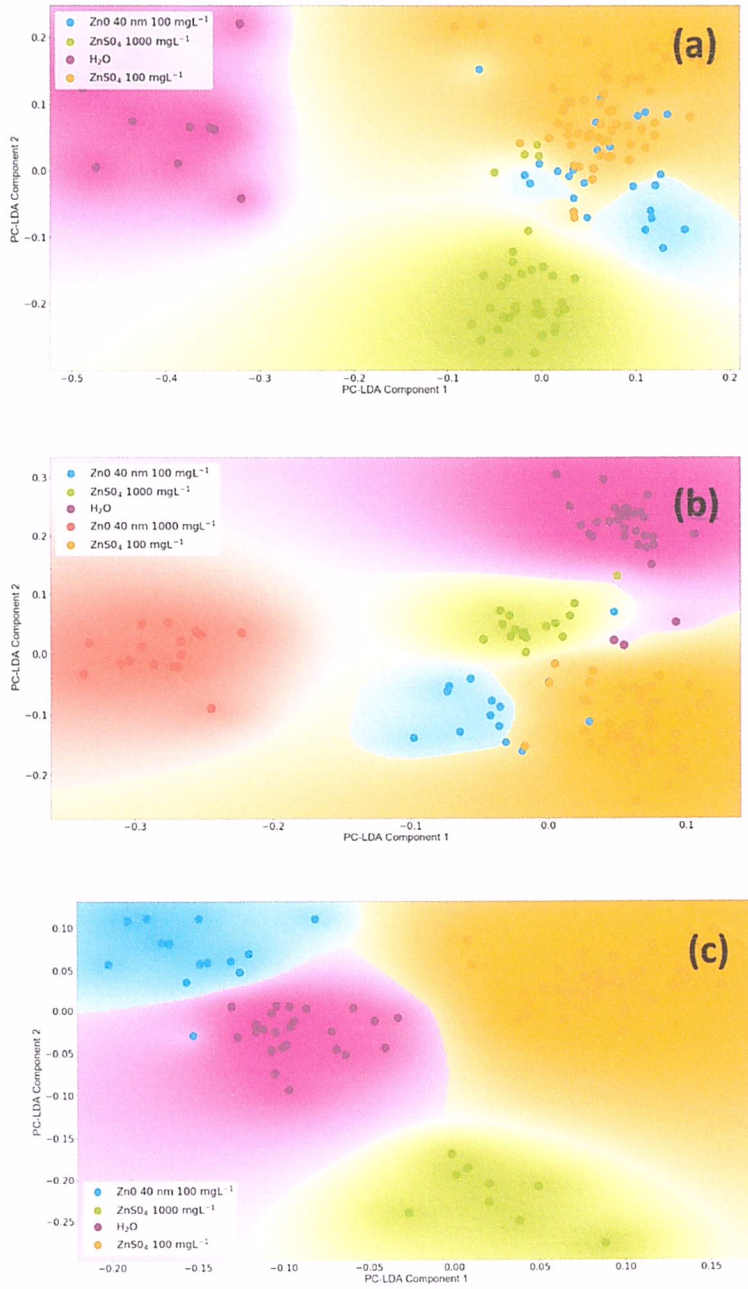 (a)
ZnO 40 nm 100 mgL⁻¹
ZnSO₄ 1000 mgL⁻¹
H₂O
ZnSO₄ 100 mgL⁻¹
PC-LDA Component 2
0.2
0.1
0.0
−0.1
−0.2
−0.5 −0.4 −0.3 −0.2 −0.1 0.0 0.1 0.2
PC-LDA Component 1
(b)
ZnO 40 nm 100 mgL⁻¹
ZnSO₄ 1000 mgL⁻¹
H₂O
ZnO 40 nm 1000 mgL⁻¹
ZnSO₄ 100 mgL⁻¹
PC-LDA Component 2
0.3
0.2
0.1
0.0
−0.1
−0.2
−0.3 −0.2 −0.1 0.0 0.1
PC-LDA Component 1
(c)
PC-LDA Component 2
0.10
0.05
0.00
−0.05
−0.10
−0.15
−0.20
−0.25
ZnO 40 nm 100 mgL⁻¹
ZnSO₄ 1000 mgL⁻¹
H₂O
ZnSO₄ 100 mgL⁻¹
−0.20 −0.15 −0.10 −0.05 0.00 0.05 0.10 0.15
PC-LDA Component 1